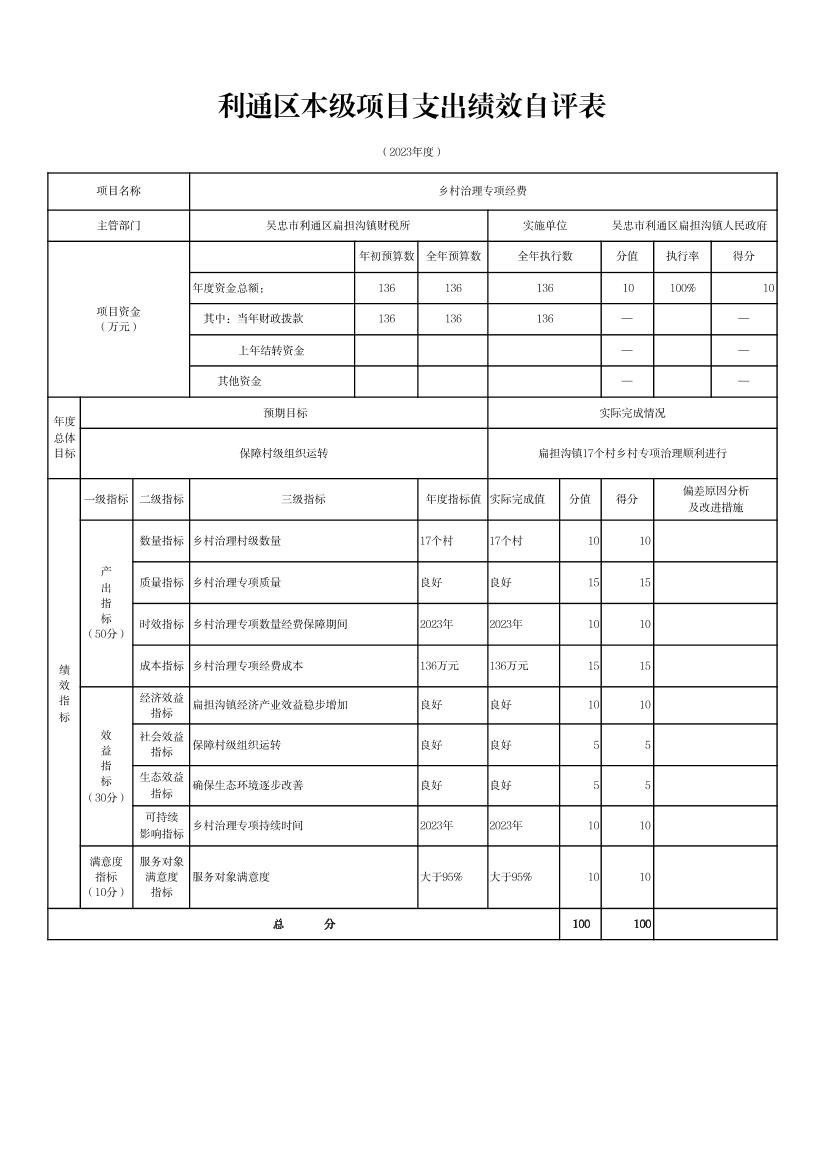 利通区本级项目支出绩效自评表
（2023年度）
项目名称 乡村治理专项经费
主管部门 吴忠市利通区扁担沟镇财税所 实施单位 吴忠市利通区扁担沟镇人民政府
项目资金
（万元）
年初预算数 全年预算数 全年执行数 分值 执行率 得分
年度资金总额： 136 136 136 10 100% 10
其中：当年财政拨款 136 136 136 — —
上年结转资金 — —
其他资金 — —
年度
总体
目标
预期目标 实际完成情况
保障村级组织运转 扁担沟镇17个村乡村专项治理顺利进行
绩
效
指
标
一级指标 二级指标 三级指标 年度指标值 实际完成值 分值 得分 偏差原因分析
及改进措施
产
出
指
标
（50分）
数量指标 乡村治理村级数量 17个村 17个村 10 10
质量指标 乡村治理专项质量 良好 良好 15 15
时效指标 乡村治理专项数量经费保障期间 2023年 2023年 10 10
成本指标 乡村治理专项经费成本 136万元 136万元 15 15
效
益
指
标
（30分）
经济效益
指标 扁担沟镇经济产业效益稳步增加 良好 良好 10 10
社会效益
指标 保障村级组织运转 良好 良好 5 5
生态效益
指标 确保生态环境逐步改善 良好 良好 5 5
可持续
影响指标 乡村治理专项持续时间 2023年 2023年 10 10
满意度
指标
（10分）
服务对象
满意度
指标 服务对象满意度 大于95% 大于95% 10 10
总 分 100 100